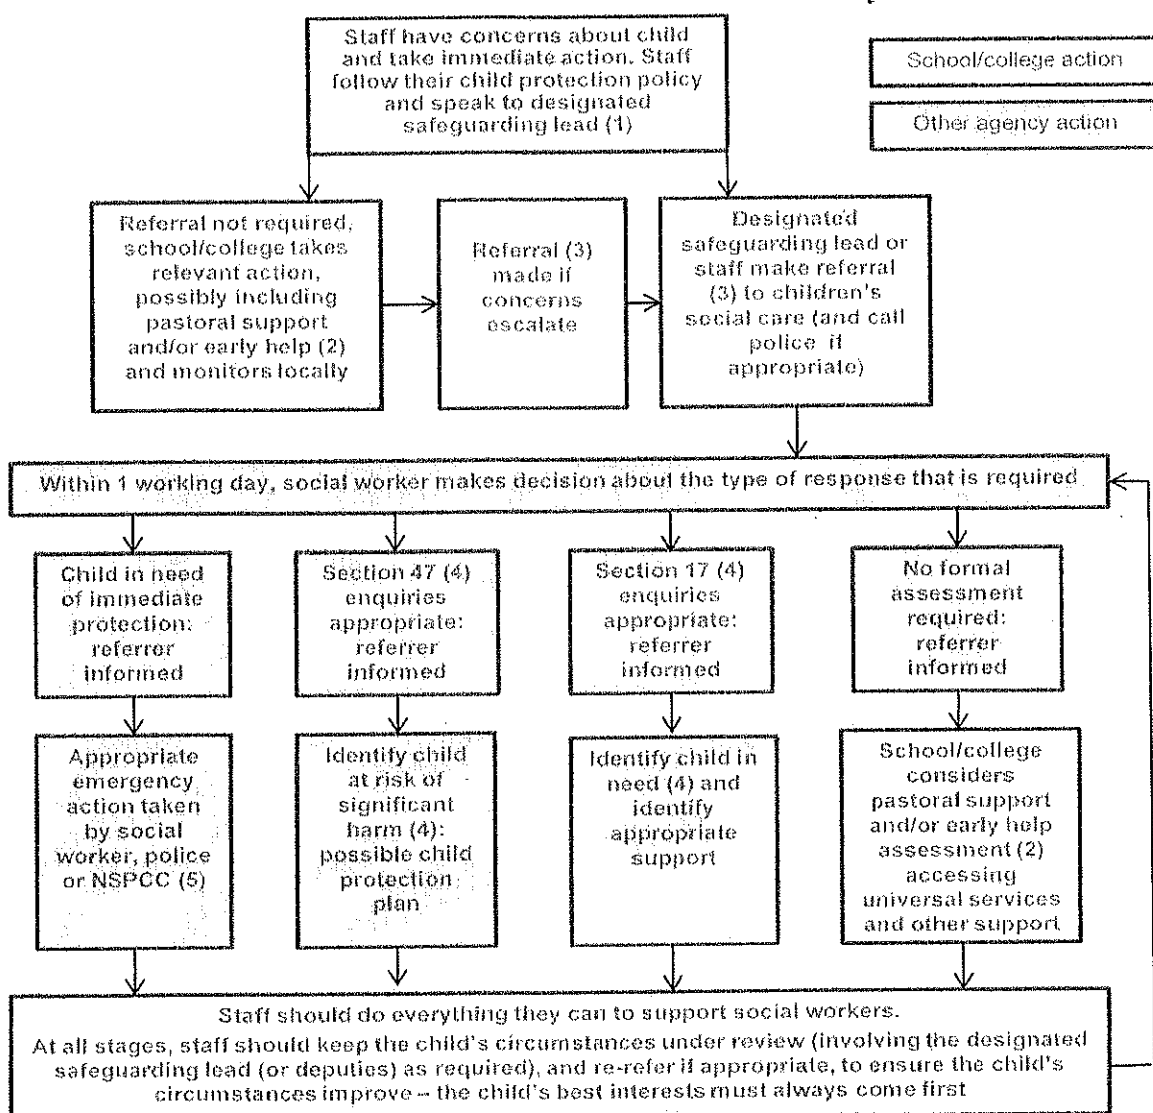 Staff have concerns about child
and take immediate action. Staff
follow their child protection policy
and speak to designated
safeguarding lead (1)
School/college action
Other agency action
Referral not required,
school/college takes
relevant action,
possibly including
pastoral support
and/or early help (2)
and monitors locally
Referral (3)
made if
concerns
escalate
Designated
safeguarding lead or
staff make referral
(3) to children's
social care (and call
police if
appropriate)
Within 1 working day, social worker makes decision about the type of response that is required
Child in need
of immediate
protection:
referrer
informed
Section 47 (4)
enquiries
appropriate:
referrer
informed
Section 17 (4)
enquiries
appropriate:
referrer
informed
No formal
assessment
required:
referrer
informed
Appropriate
emergency
action taken
by social
worker, police
or NSPCC (5)
Identify child
at risk of
significant
harm (4):
possible child
protection
plan
Identify child in
need (4) and
identify
appropriate
support
School/college
considers
pastoral support
and/or early help
assessment (2)
accessing
universal services
and other support
Staff should do everything they can to support social workers.
At all stages, staff should keep the child's circumstances under review (involving the designated
safeguarding lead (or deputies) as required), and re-refer if appropriate, to ensure the child's
circumstances improve – the child's best interests must always come first